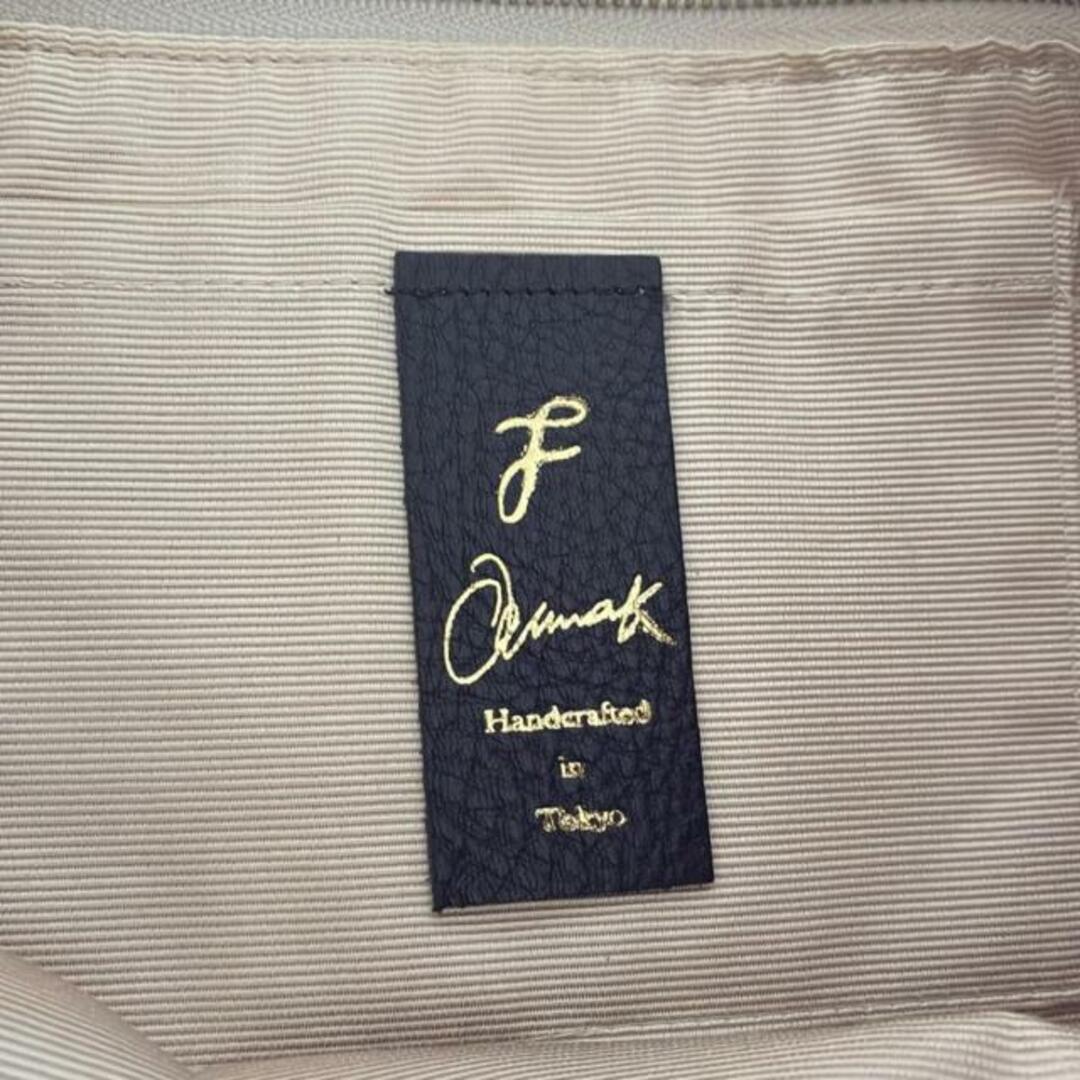 F
Handcrafted
in
Tokyo